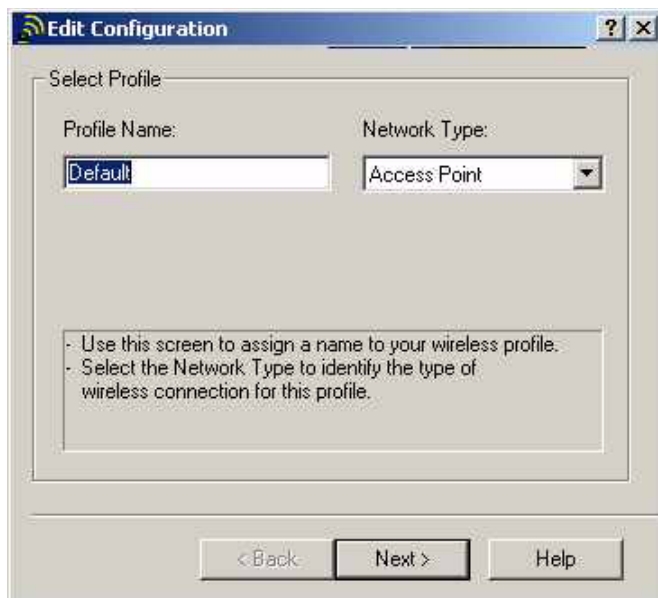 Edit Configuration
Select Profile
Profile Name:
Network Type:
Default
Access Point
- Use this screen to assign a name to your wireless profile.
- Select the Network Type to identify the type of
wireless connection for this profile.
< Back
Next >
Help